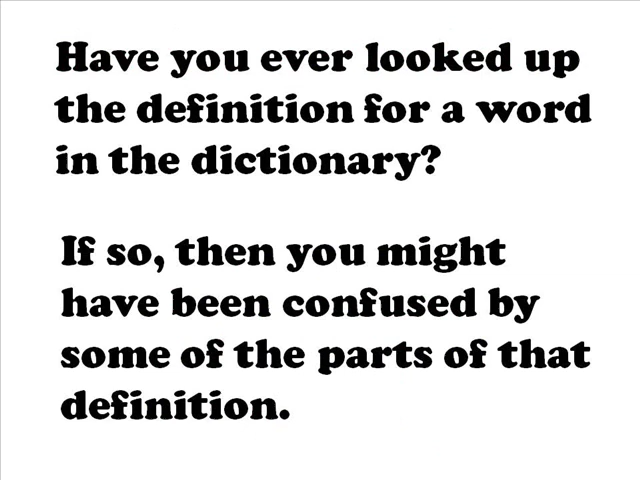 Have you ever looked up
the definition for a word
in the dictionary?
If so, then you might
have been confused by
some of the parts of that
definition.